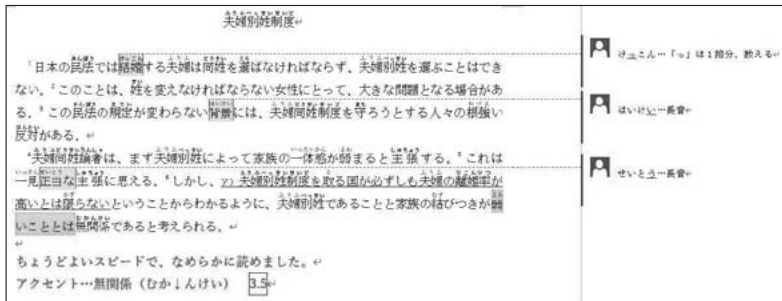 夫婦別姓制度
1日本の民法では結婚する夫婦は同姓を選ばなければならず、夫婦別姓を選ぶことはでき
ない。2このことは、姓を変えなければならない女性にとって、大きな問題となる場合があ
る。3この民法の規定が変わらない背景には、夫婦同姓制度を守ろうとする人々の根強い
反対がある。
4夫婦同姓論者は、まず夫婦別姓によって家族の一体感が弱まると主張する。5これは
一見正当な主張に思える。6しかし、ｿ)夫婦別姓制度を取る国が必ずしも夫婦の離婚率が
高いとは限らないということからわかるように、夫婦別姓であることと家族の結びつきが弱
いこととは無関係であると考えられる。
ちょうどよいスピードで、なめらかに読めました。
アクセント…無関係（むか↓んけい） 3.5
けっこん…「っ」は1拍分、数える
はいけい…長音
せいとう…長音